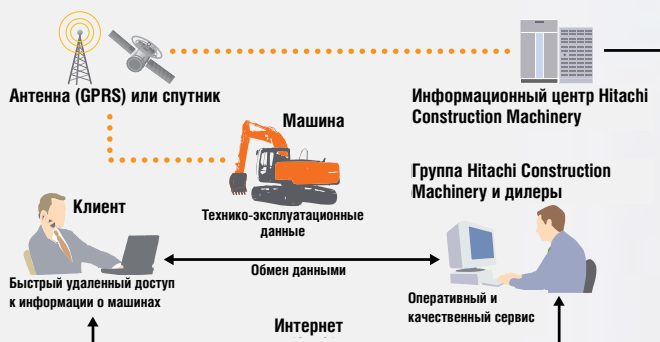 Антенна (GPRS) или спутник
Информационный центр Hitachi
Construction Machinery
Машина
Группа Hitachi Construction
Machinery и дилеры
Клиент
Технико-эксплуатационные
данные
Обмен данными
Быстрый удаленный доступ
к информации о машинах
Оперативный и
качественный сервис
Интернет